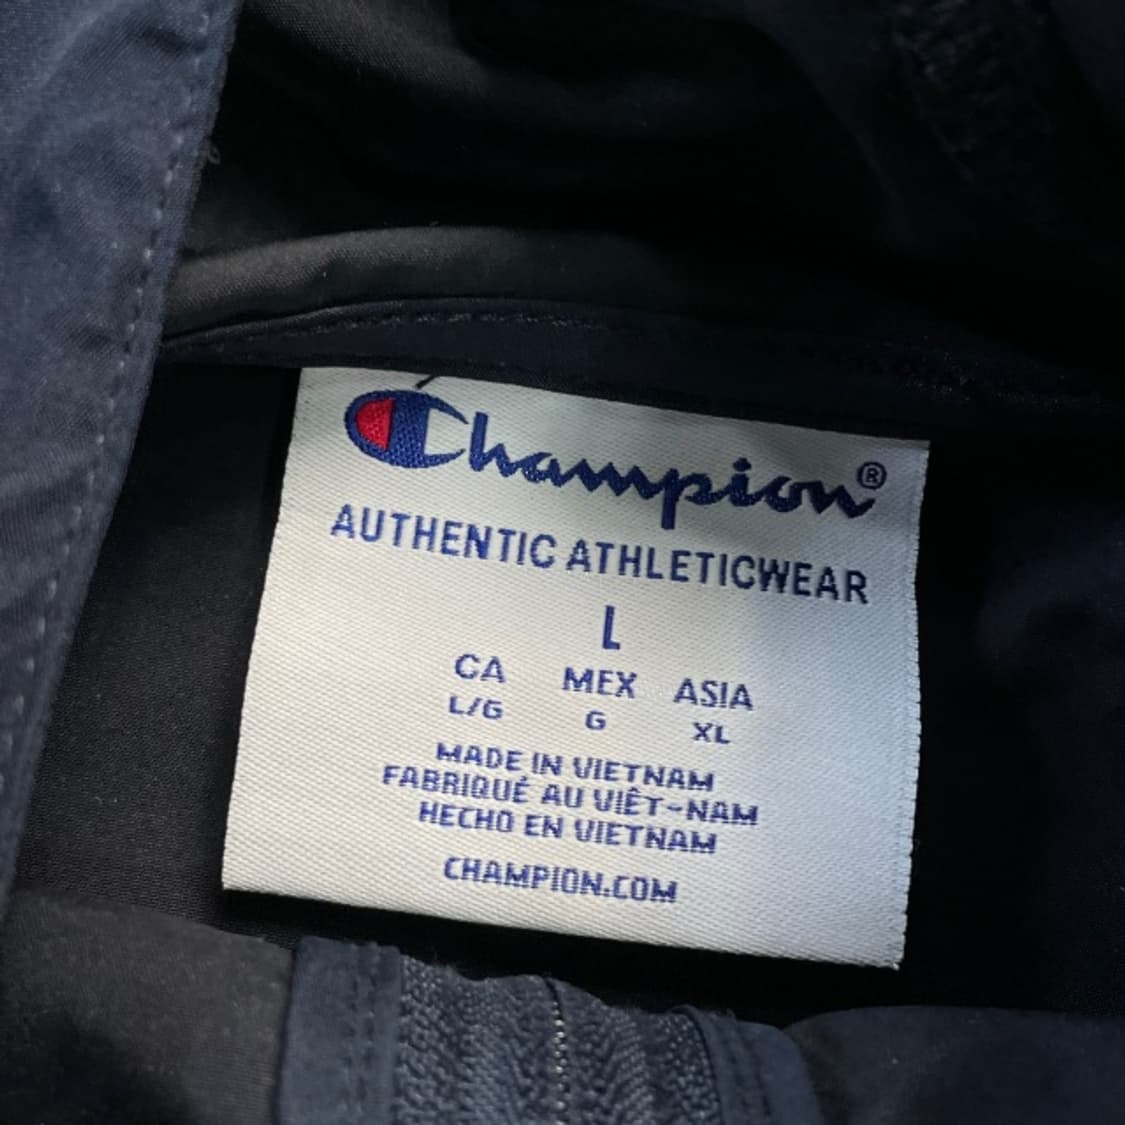 Champion®
AUTHENTIC ATHLETICWEAR
L
CA MEX ASIA
L/G G XL
MADE IN VIETNAM
FABRIQUÉ AU VIÊT-NAM
HECHO EN VIETNAM
CHAMPION.COM